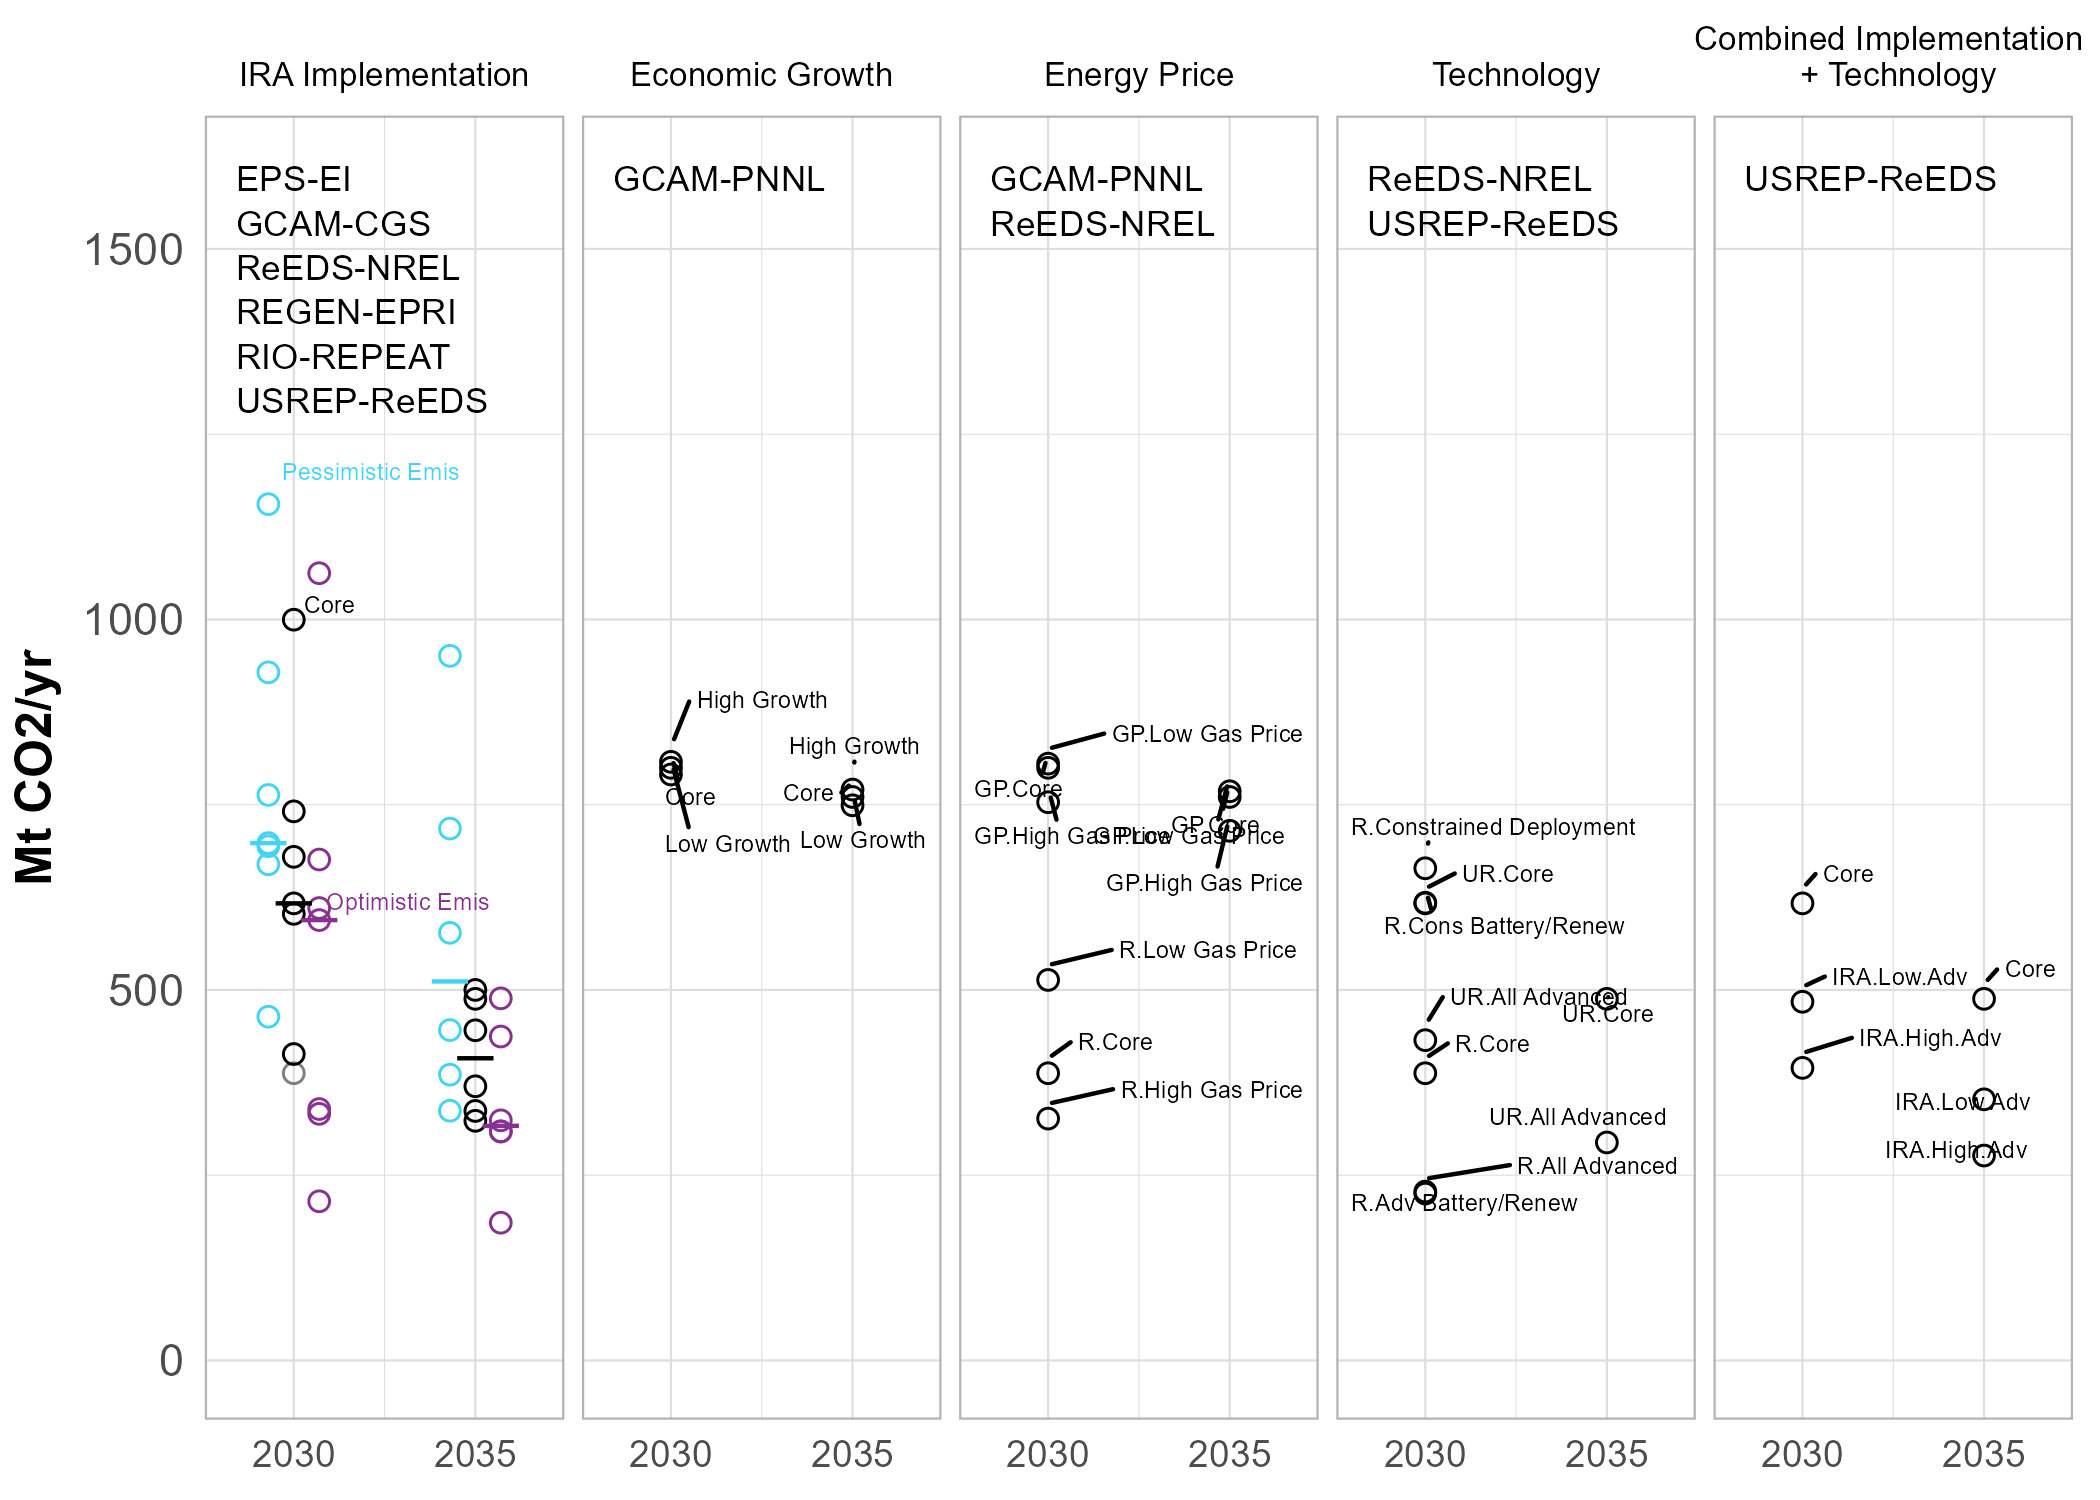 Combined Implementation
IRA Implementation
Economic Growth
Energy Price
Technology
+ Technology
EPS-EI
GCAM-CGS
ReEDS-NREL
REGEN-EPRI
RIO-REPEAT
USREP-ReEDS
GCAM-PNNL
GCAM-PNNL
ReEDS-NREL
ReEDS-NREL
USREP-ReEDS
USREP-ReEDS
Mt CO2/yr
1500
1000
500
0
Pessimistic Emis
Core
Optimistic Emis
High Growth
Core
Low Growth
High Growth
Core
Low Growth
GP.Low Gas Price
GP.Core
GP.High Gas Price
GP.Core
GP.Low Gas Price
GP.High Gas Price
R.Low Gas Price
R.Core
R.High Gas Price
R.Constrained Deployment
UR.Core
R.Cons Battery/Renew
UR.All Advanced
UR.Core
R.Core
UR.All Advanced
R.All Advanced
R.Adv Battery/Renew
Core
IRA.Low.Adv
Core
IRA.High.Adv
IRA.Low.Adv
IRA.High.Adv
2030
2035
2030
2035
2030
2035
2030
2035
2030
2035